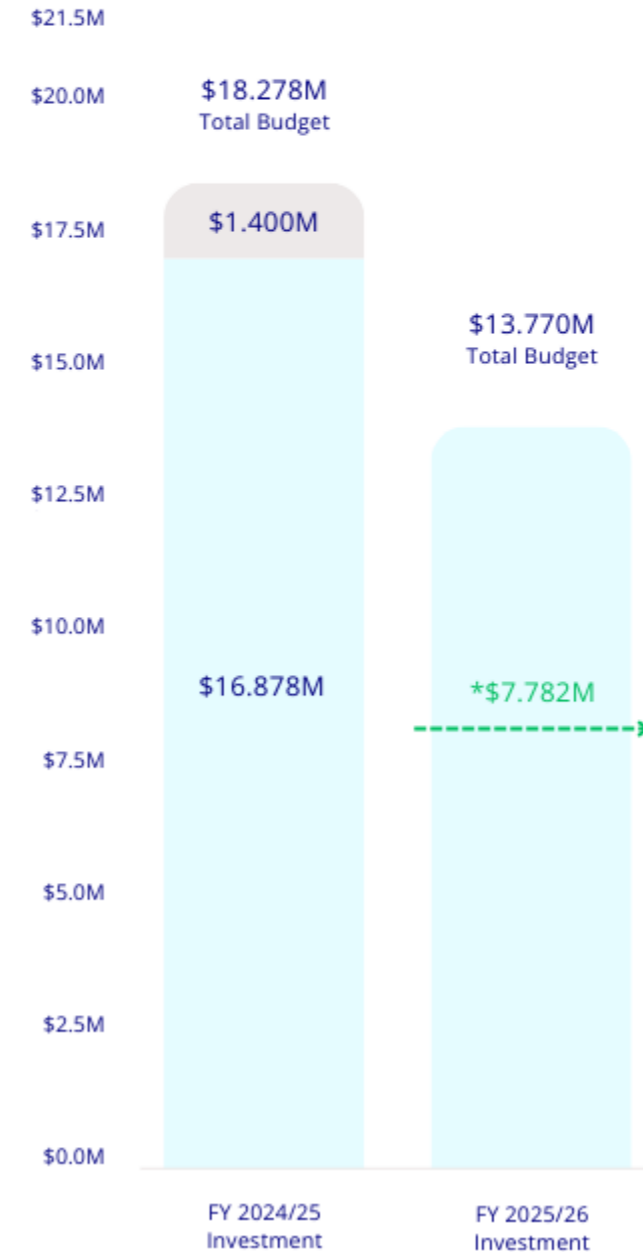 $21.5M
$20.0M
$17.5M
$15.0M
$12.5M
$10.0M
$7.5M
$5.0M
$2.5M
$0.0M
$18.278M
Total Budget
$1.400M
$16.878M
FY 2024/25
Investment
$13.770M
Total Budget
*$7.782M
FY 2025/26
Investment